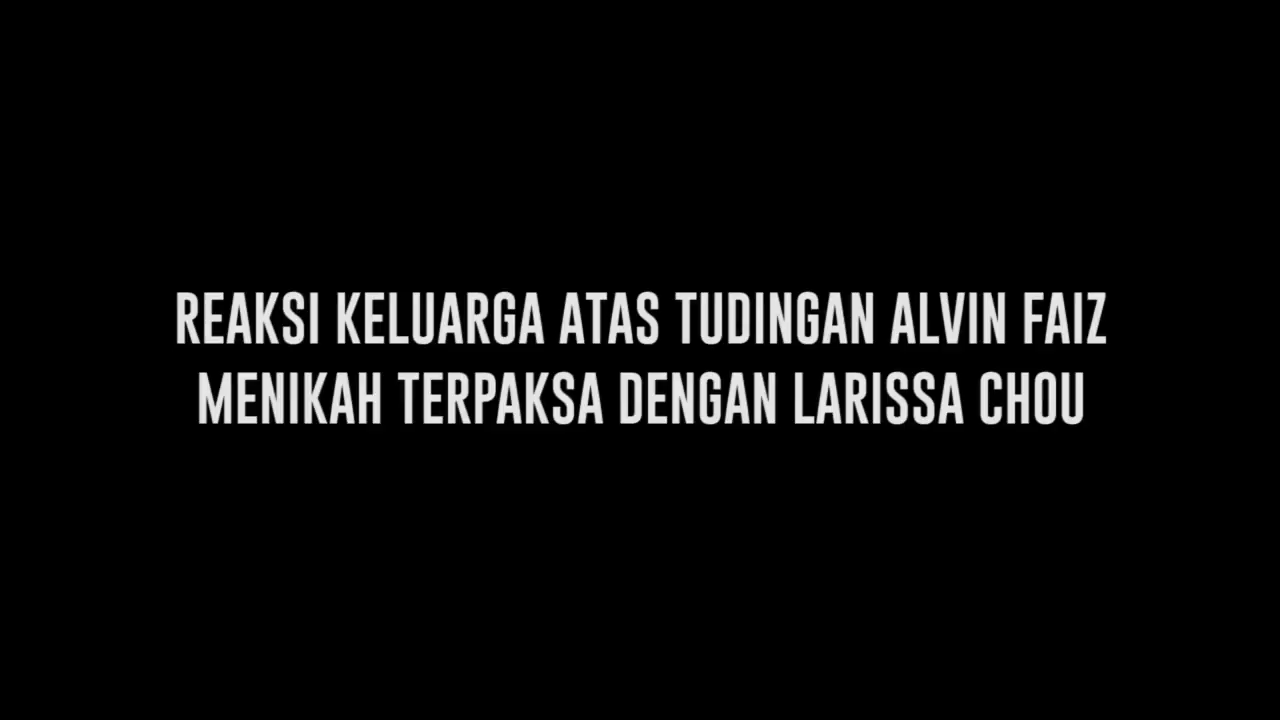 REAKSI KELUARGA ATAS TUDINGAN ALVIN FAIZ
MENIKAH TERPAKSA DENGAN LARISSA CHOU